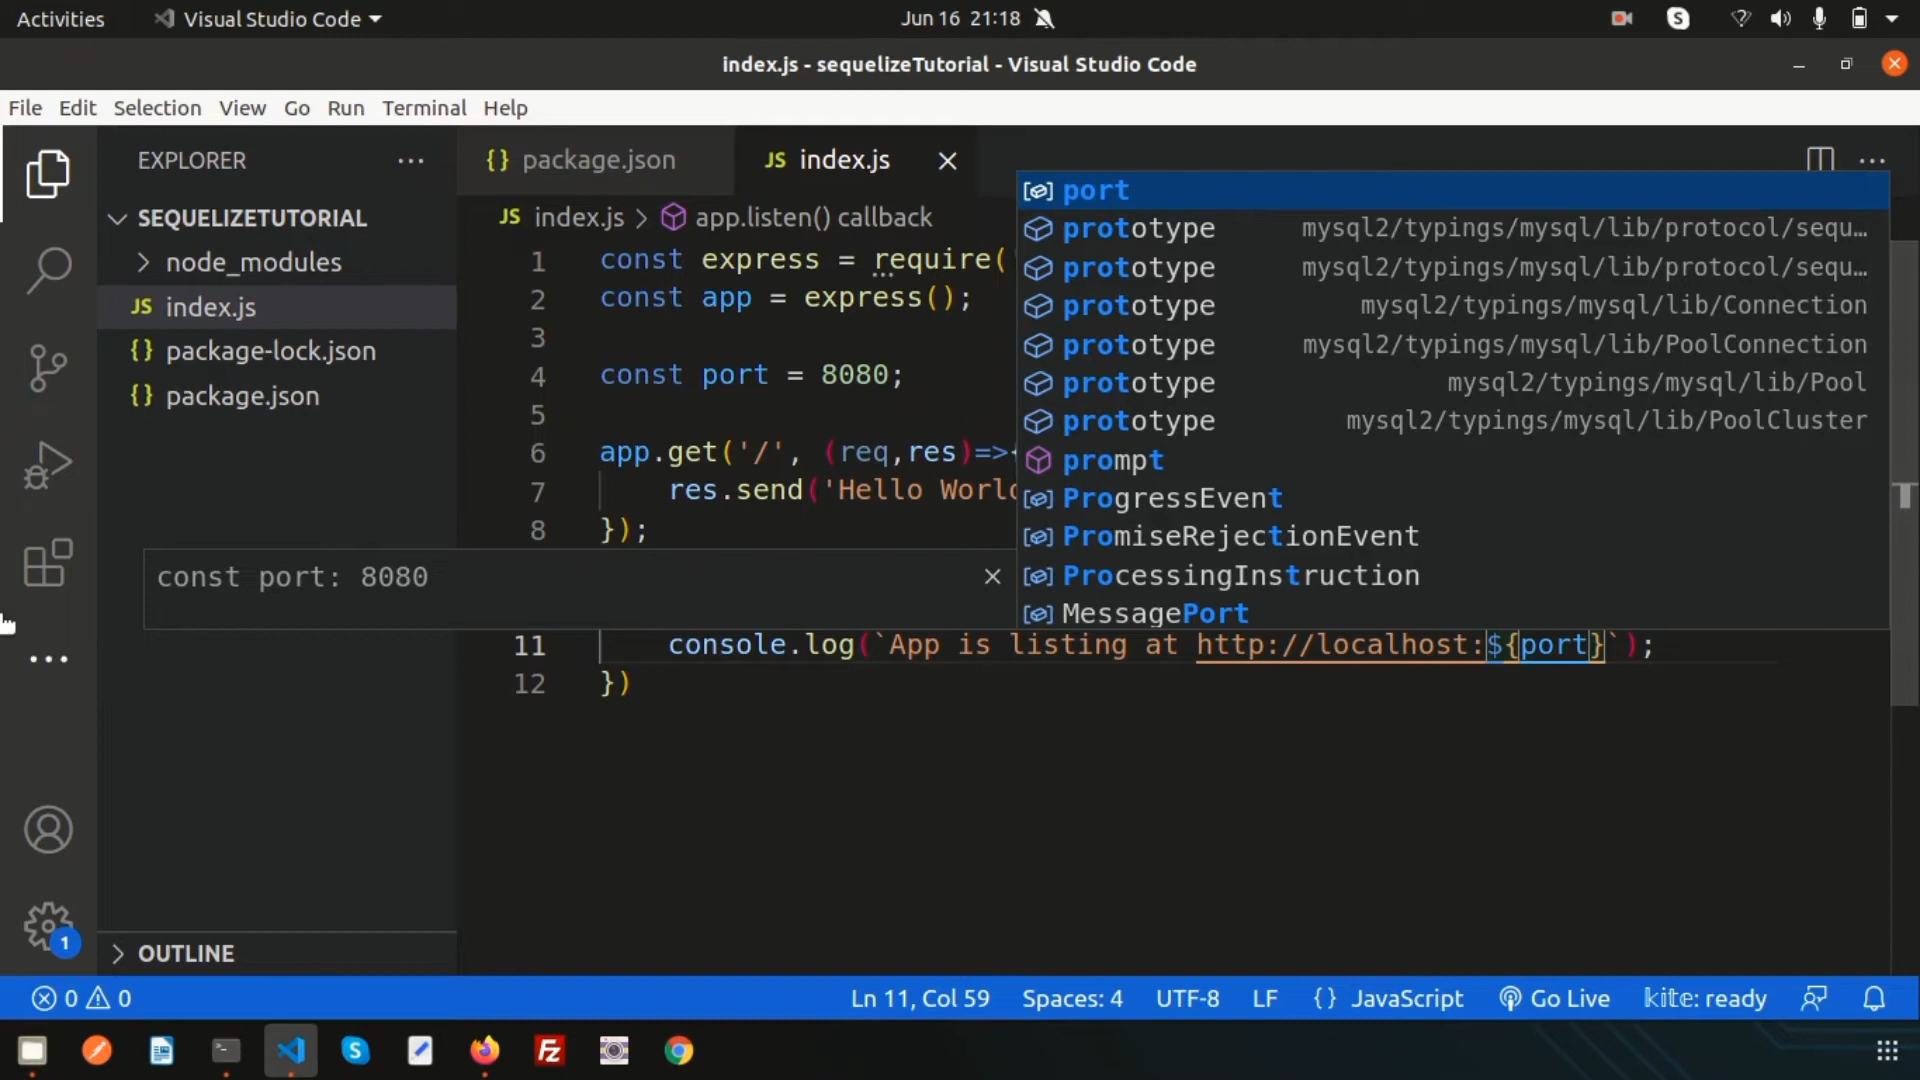 Activities
Visual Studio Code
Jun 16 21:18
index.js - sequelizeTutorial - Visual Studio Code
File Edit Selection View Go Run Terminal Help
EXPLORER
SEQUELIZETUTORIAL
node_modules
JS index.js
{} package-lock.json
{} package.json
OUTLINE
{} package.json
JS index.js
JS index.js > app.listen() callback
1 const express = require('
2 const app = express();
3
4 const port = 8080;
5
6 app.get('/', (req,res)=>{
7 res.send('Hello World
8 });
const port: 8080
11 console.log(`App is listing at http://localhost:${port}`);
12 })
port
prototype mysql2/typings/mysql/lib/protocol/sequ…
prototype mysql2/typings/mysql/lib/protocol/sequ…
prototype mysql2/typings/mysql/lib/Connection
prototype mysql2/typings/mysql/lib/PoolConnection
prototype mysql2/typings/mysql/lib/Pool
prototype mysql2/typings/mysql/lib/PoolCluster
prompt
ProgressEvent
PromiseRejectionEvent
ProcessingInstruction
MessagePort
1
0 0
Ln 11, Col 59
Spaces: 4
UTF-8
LF
{} JavaScript
Go Live
kite: ready